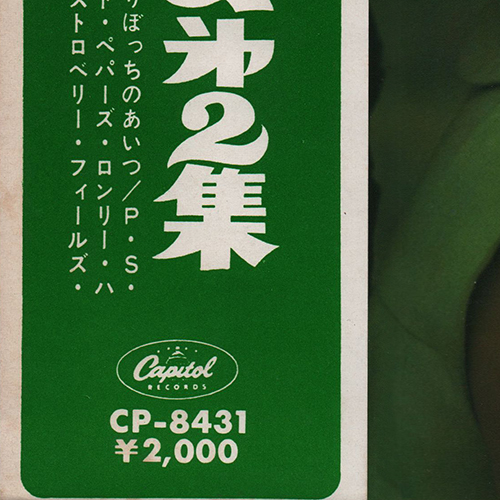 第2集
りぼっちのあいつ/P・S・
ト・ペパーズ・ロンリー・ハ
ストロベリー・フィールズ・
Capitol
RECORDS
CP-8431
¥2,000